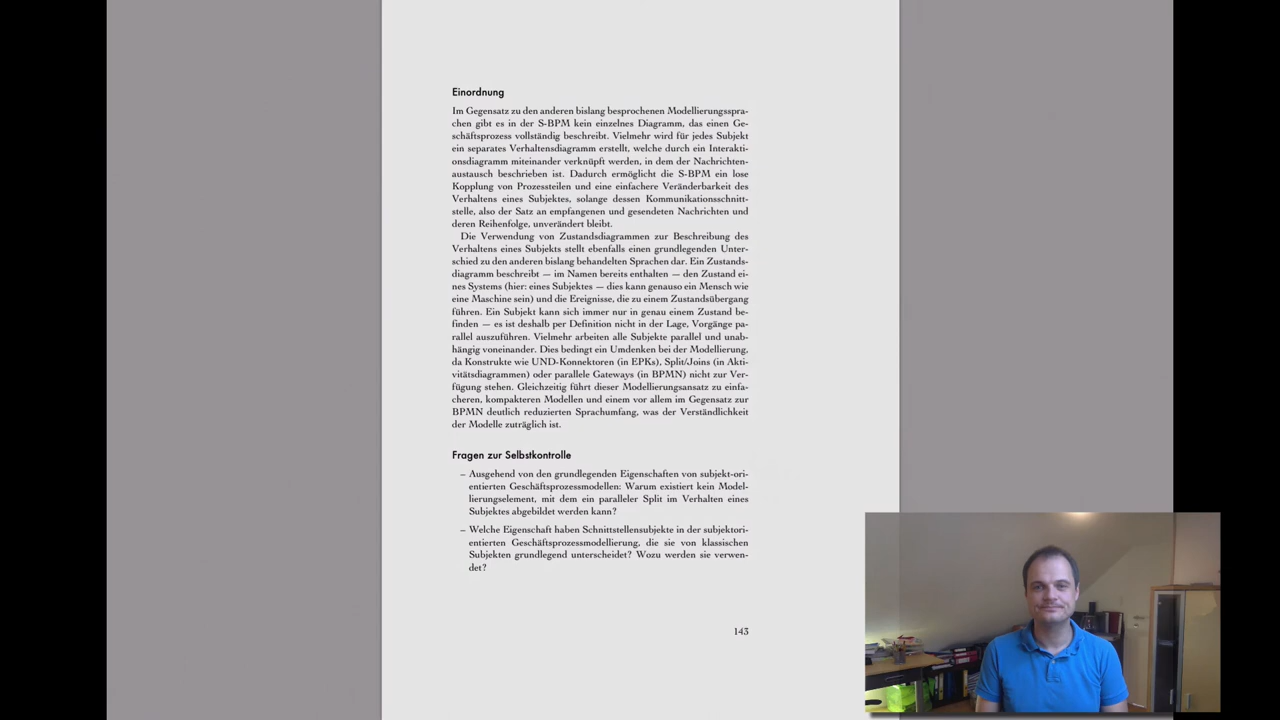 Einordnung
Im Gegensatz zu den anderen bislang besprochenen Modellierungsspra-
chen gibt es in der S-BPM kein einzelnes Diagramm, das einen Ge-
schäftsprozess vollständig beschreibt. Vielmehr wird für jedes Subjekt
ein separates Verhaltensdiagramm erstellt, welche durch ein Interakti-
onsdiagramm miteinander verknüpft werden, in dem der Nachrichten-
austausch beschrieben ist. Dadurch ermöglicht die S-BPM ein lose
Kopplung von Prozessteilen und eine einfachere Veränderbarkeit des
Verhaltens eines Subjektes, solange dessen Kommunikationsschnitt-
stelle, also der Satz an empfangenen und gesendeten Nachrichten und
deren Reihenfolge, unverändert bleibt.
Die Verwendung von Zustandsdiagrammen zur Beschreibung des
Verhaltens eines Subjekts stellt ebenfalls einen grundlegenden Unter-
schied zu den anderen bislang behandelten Sprachen dar. Ein Zustands-
diagramm beschreibt — im Namen bereits enthalten — den Zustand ei-
nes Systems (hier: eines Subjektes — dies kann genauso ein Mensch wie
eine Maschine sein) und die Ereignisse, die zu einem Zustandsübergang
führen. Ein Subjekt kann sich immer nur in genau einem Zustand be-
finden — es ist deshalb per Definition nicht in der Lage, Vorgänge pa-
rallel auszuführen. Vielmehr arbeiten alle Subjekte parallel und unab-
hängig voneinander. Dies bedingt ein Umdenken bei der Modellierung,
da Konstrukte wie UND-Konnektoren (in EPKs), Split/Joins (in Akti-
vitätsdiagrammen) oder parallele Gateways (in BPMN) nicht zur Ver-
fügung stehen. Gleichzeitig führt dieser Modellierungsansatz zu einfa-
cheren, kompakteren Modellen und einem vor allem im Gegensatz zur
BPMN deutlich reduzierten Sprachumfang, was der Verständlichkeit
der Modelle zuträglich ist.
Fragen zur Selbstkontrolle
– Ausgehend von den grundlegenden Eigenschaften von subjekt-ori-
entierten Geschäftsprozessmodellen: Warum existiert kein Model-
lierungselement, mit dem ein paralleler Split im Verhalten eines
Subjektes abgebildet werden kann?
– Welche Eigenschaft haben Schnittstellensubjekte in der subjektori-
entierten Geschäftsprozessmodellierung, die sie von klassischen
Subjekten grundlegend unterscheidet? Wozu werden sie verwen-
det?
143